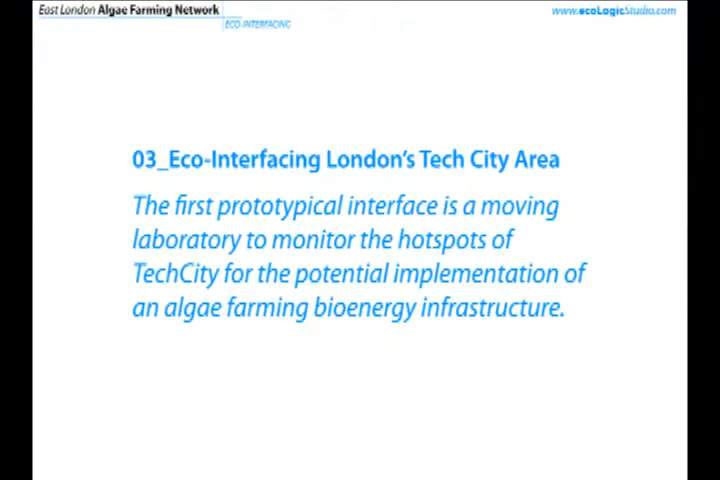 East London Algae Farming Network
www.ecoLogicStudio.com
ECO-INTERFACING
03_Eco-Interfacing London's Tech City Area
The first prototypical interface is a moving
laboratory to monitor the hotspots of
TechCity for the potential implementation of
an algae farming bioenergy infrastructure.